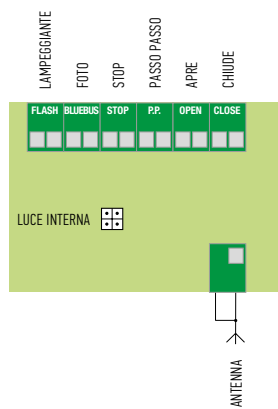 LAMPEGGIANTE
FOTO
STOP
PASSO PASSO
APRE
CHIUDE
FLASH BLUEBUS STOP P.P. OPEN CLOSE
LUCE INTERNA
ANTENNA